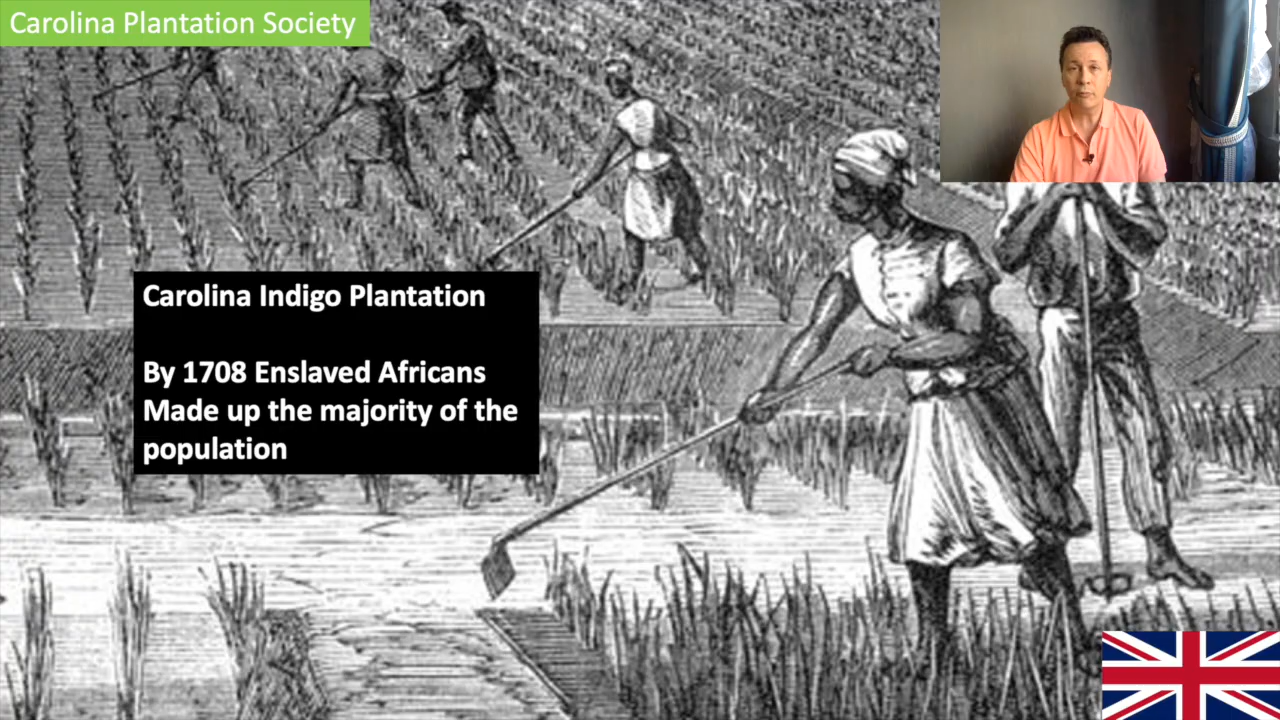 Carolina Plantation Society
Carolina Indigo Plantation
By 1708 Enslaved Africans
Made up the majority of the
population